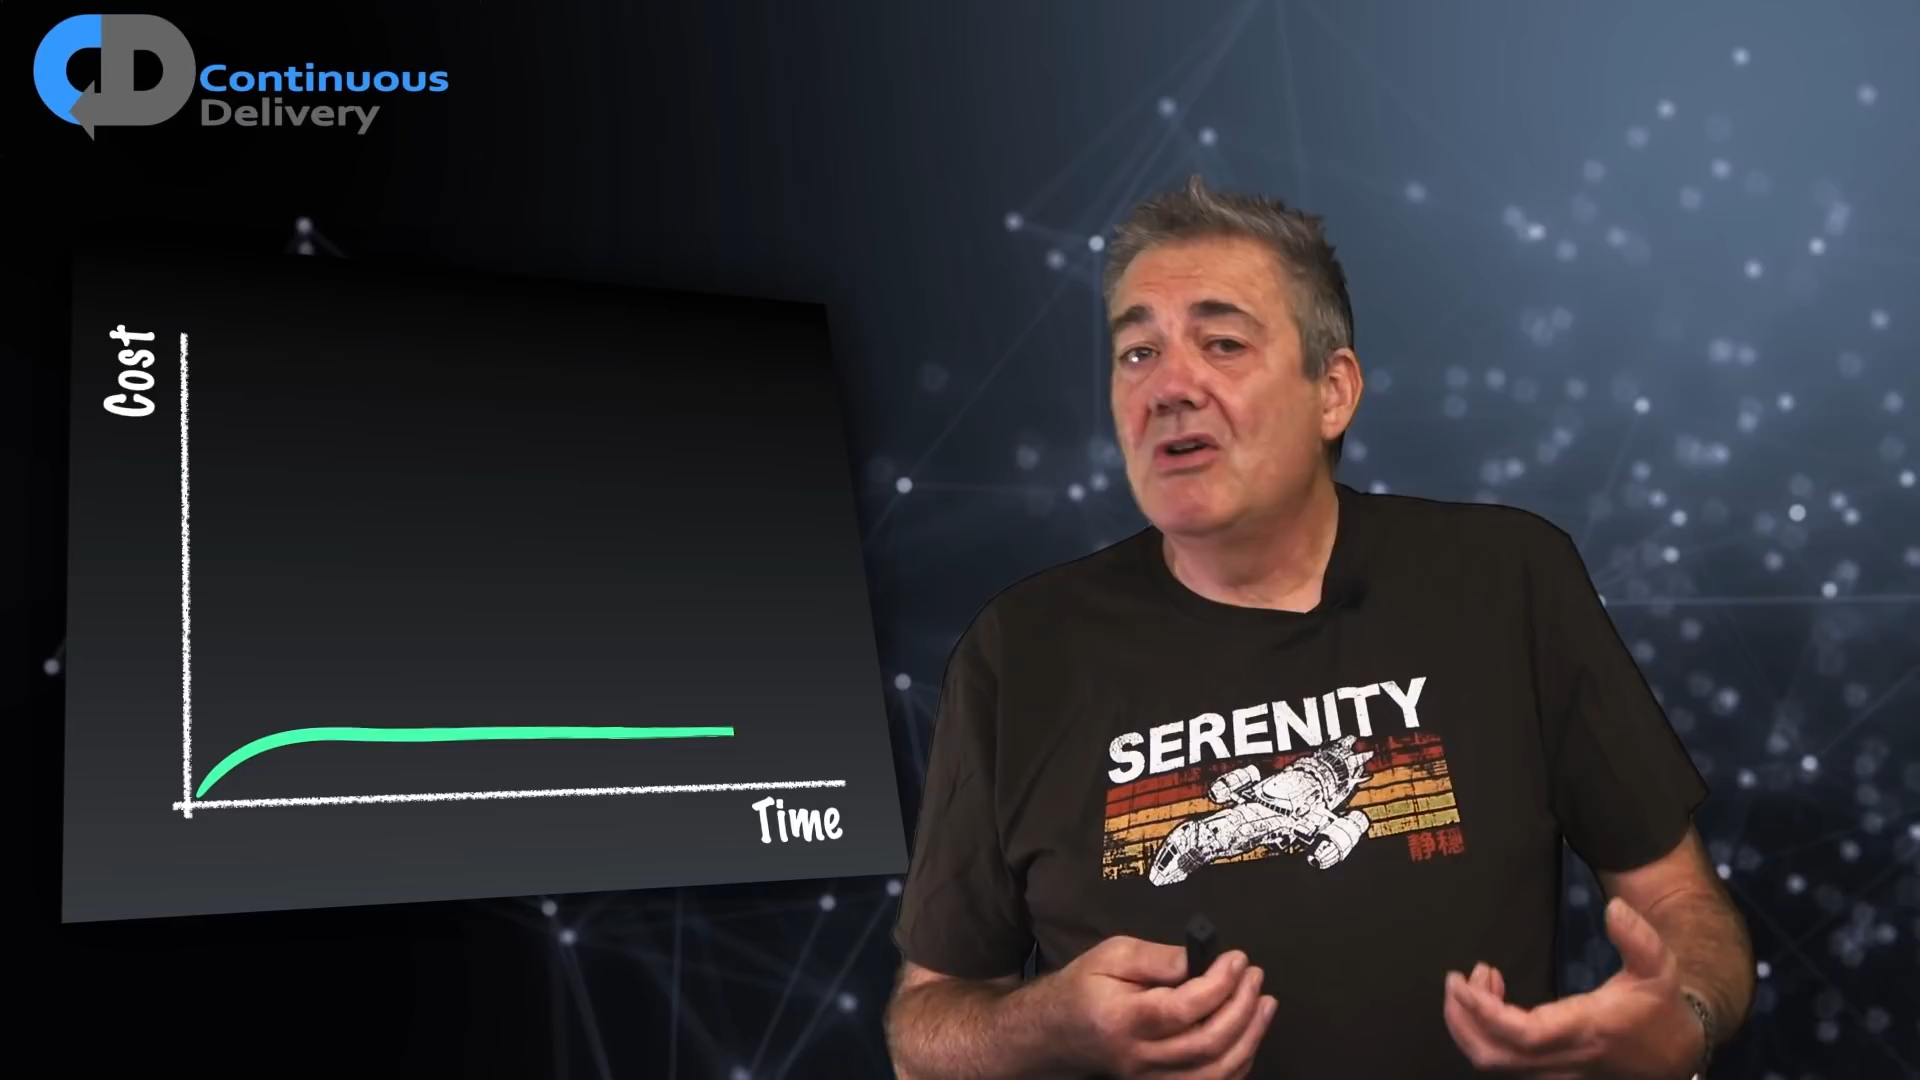 Continuous
Delivery
Cost
Time
SERENITY
静穏